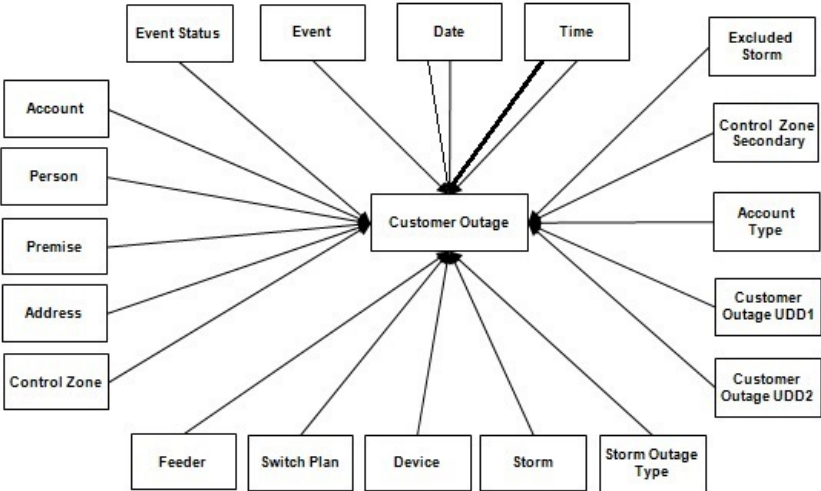 Event Status
Event
Date
Time
Excluded
Storm
Account
Control Zone
Secondary
Person
Customer Outage
Account
Type
Premise
Address
Customer
Outage UDD1
Control Zone
Customer
Outage UDD2
Feeder
Switch Plan
Device
Storm
Storm Outage
Type